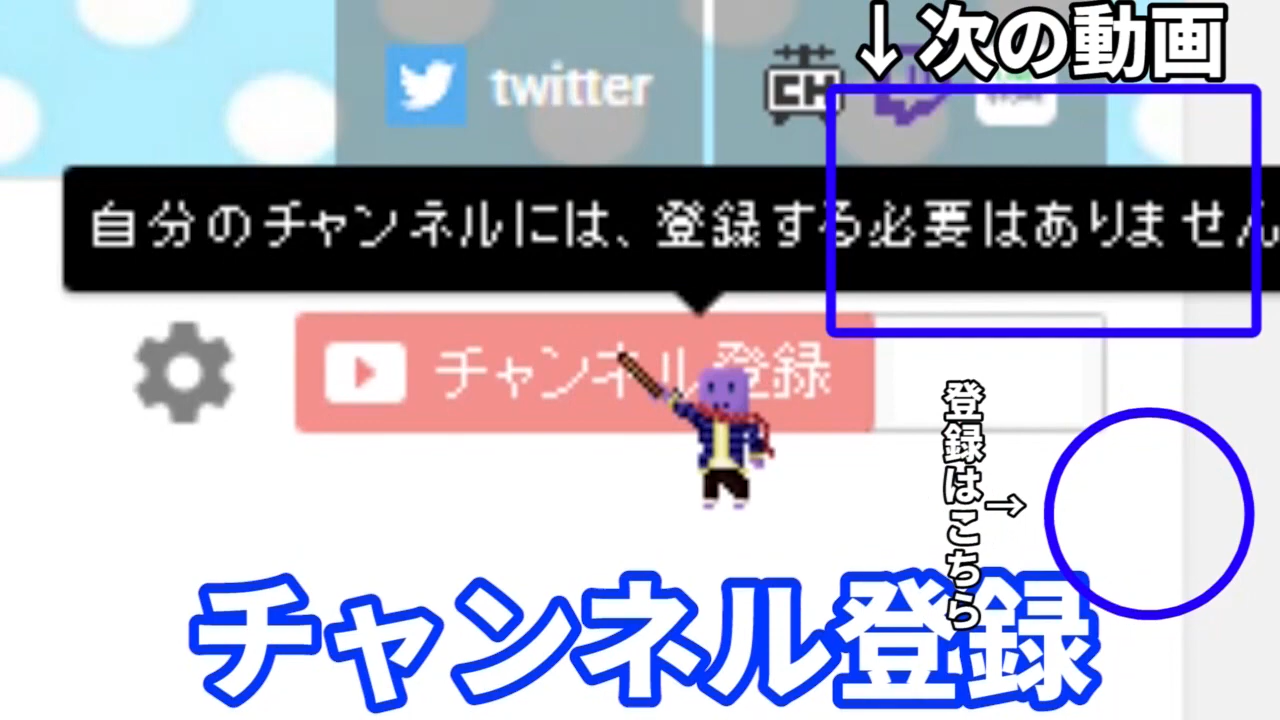 ↓次の動画
twitter
CH
自分のチャンネルには、登録する必要はありません
チャンネル登録
登録はこちら
→
チャンネル登録